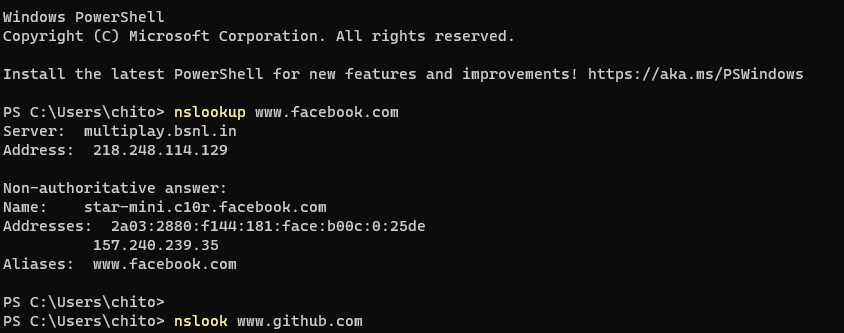 Windows PowerShell
Copyright (C) Microsoft Corporation. All rights reserved.
Install the latest PowerShell for new features and improvements! https://aka.ms/PSWindows
PS C:\Users\chito> nslookup www.facebook.com
Server:  multiplay.bsnl.in
Address:  218.248.114.129
Non-authoritative answer:
Name:    star-mini.c10r.facebook.com
Addresses:  2a03:2880:f144:181:face:b00c:0:25de
          157.240.239.35
Aliases:  www.facebook.com
PS C:\Users\chito>
PS C:\Users\chito> nslook www.github.com